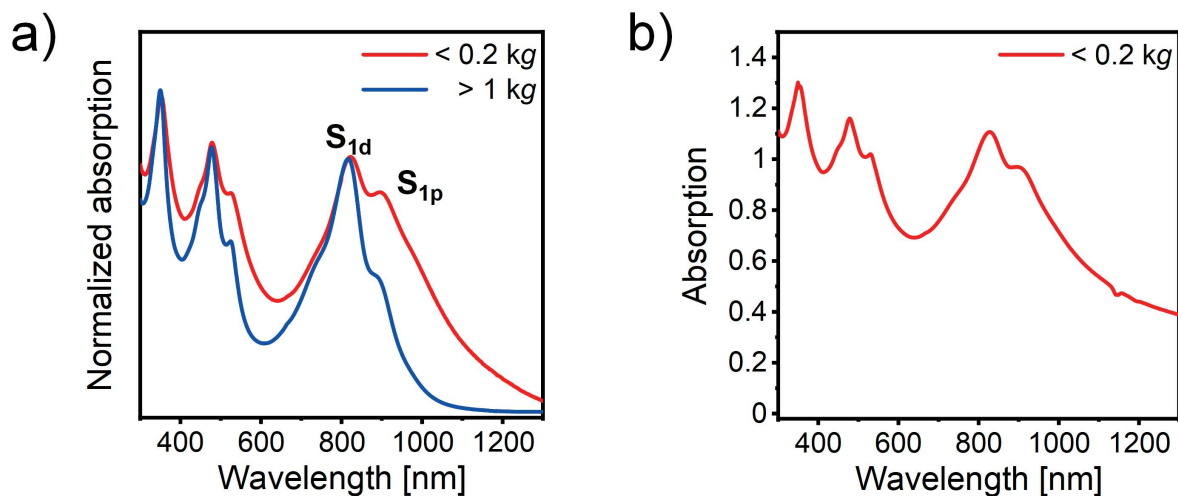 a)
Normalized absorption
< 0.2 kg
> 1 kg
S1d
S1p
400 600 800 1000 1200
Wavelength [nm]
b)
Absorption
< 0.2 kg
1.4
1.2
1
0.8
0.6
0.4
0.2
0
400 600 800 1000 1200
Wavelength [nm]